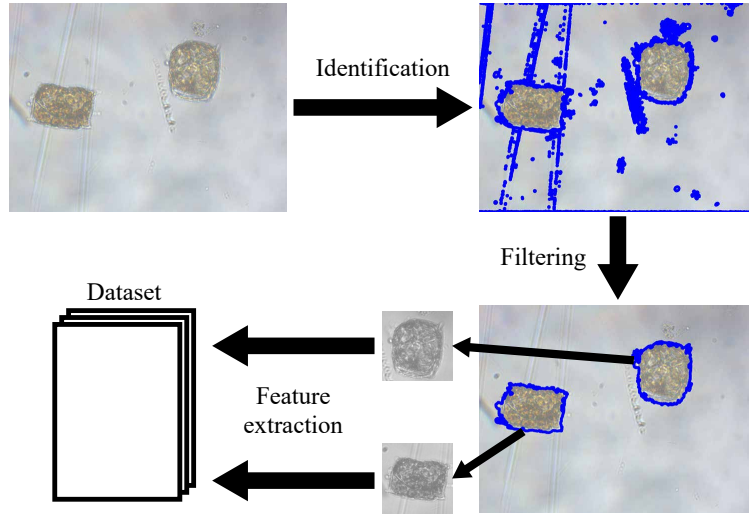 Identification
Filtering
Dataset
Feature
extraction